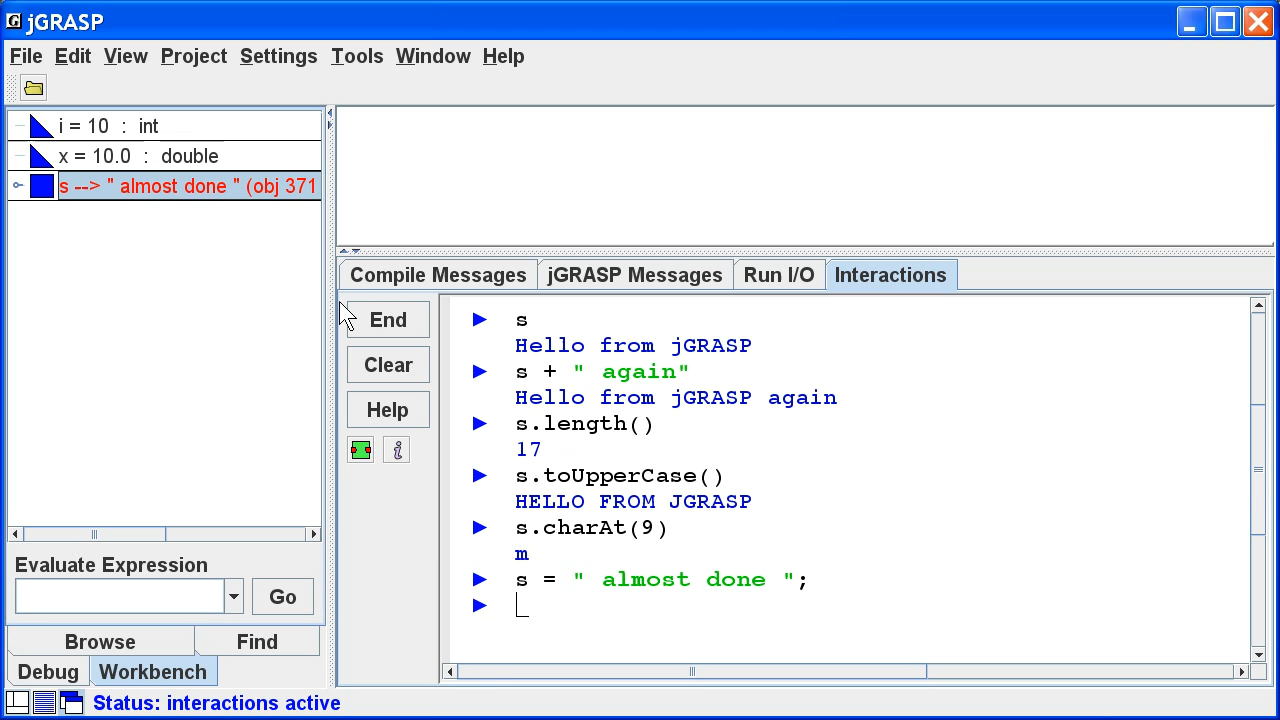 jGRASP
File Edit View Project Settings Tools Window Help
i = 10 : int
x = 10.0 : double
s --> " almost done " (obj 371
Evaluate Expression
Go
Browse Find
Debug Workbench
Compile Messages jGRASP Messages Run I/O Interactions
End
Clear
Help
s
Hello from jGRASP
s + " again"
Hello from jGRASP again
s.length()
17
s.toUpperCase()
HELLO FROM JGRASP
s.charAt(9)
m
s = " almost done ";
Status: interactions active